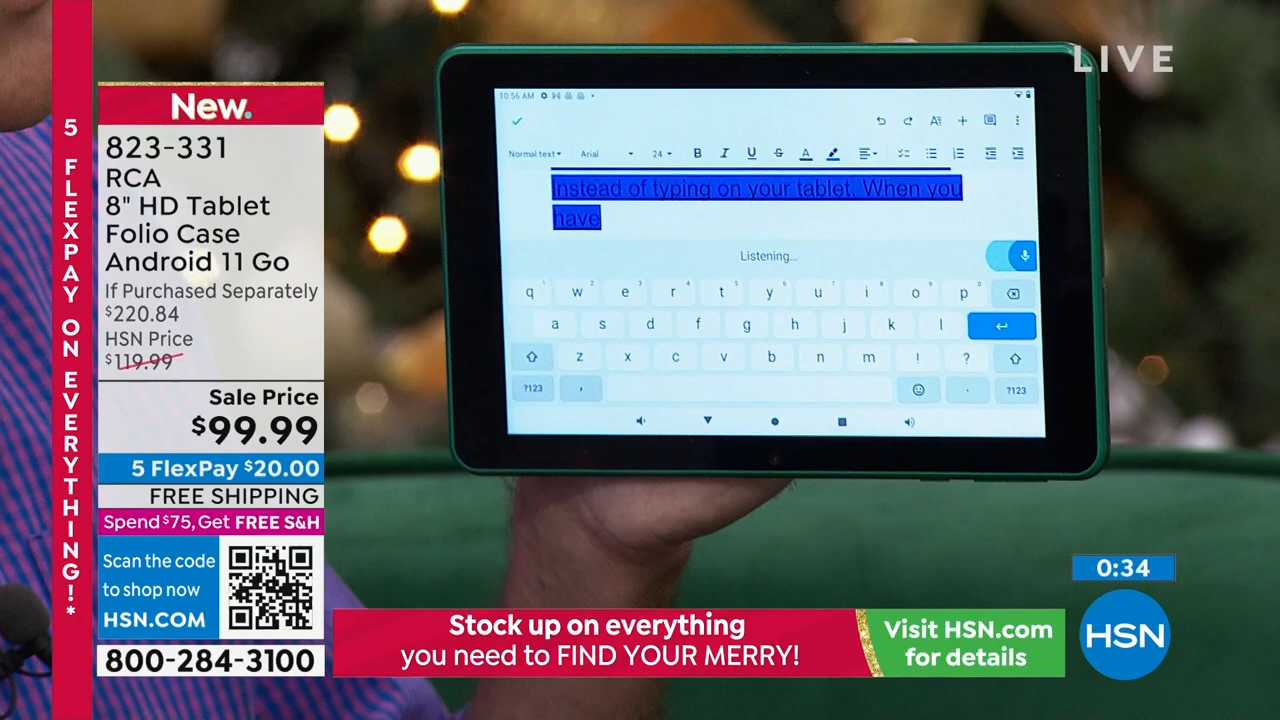 LIVE
5 FLEXPAY ON EVERYTHING!*
New.
823-331
RCA
8" HD Tablet
Folio Case
Android 11 Go
If Purchased Separately
$220.84
HSN Price
$119.99
Sale Price
$99.99
5 FlexPay $20.00
FREE SHIPPING
Spend $75, Get FREE S&H
Scan the code
to shop now
HSN.COM
800-284-3100
10:56 AM
Normal text Arial 24 B I U S A
instead of typing on your tablet. When you
have
Listening...
q w e r t y u i o p
a s d f g h j k l
z x c v b n m ! ?
?123 , . ?123
0:34
Stock up on everything
you need to FIND YOUR MERRY!
Visit HSN.com
for details
HSN